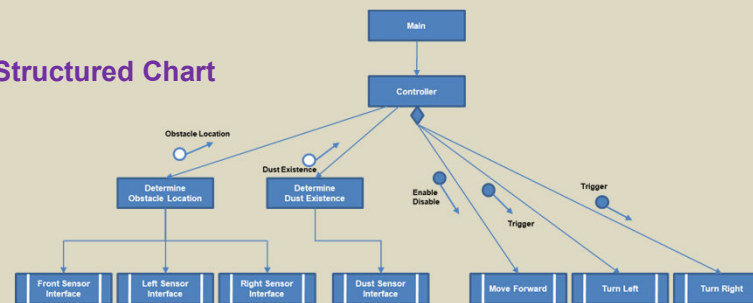 Main
Structured Chart
Controller
Obstacle Location
Dust Existence
Determine
Obstacle Location
Determine
Dust Existence
Enable
Disable
Trigger
Trigger
Front Sensor
Interface
Left Sensor
Interface
Right Sensor
Interface
Dust Sensor
Interface
Move Forward
Turn Left
Turn Right